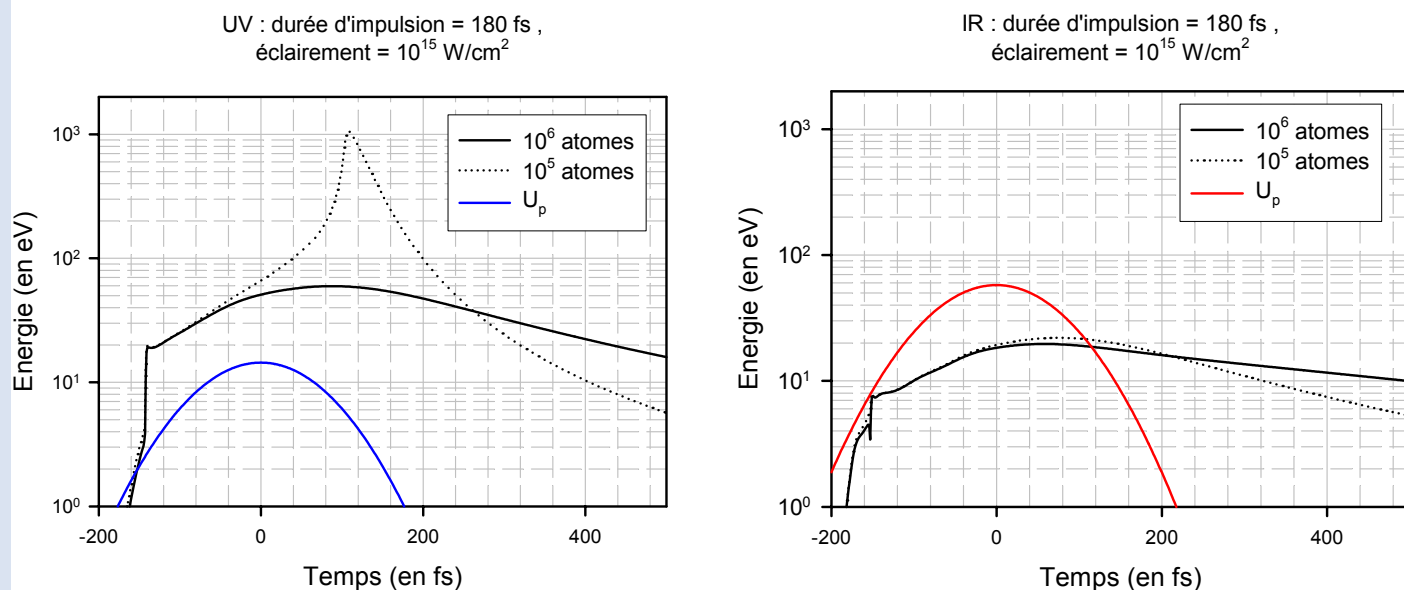 UV : durée d'impulsion = 180 fs ,
éclairement = 10¹⁵ W/cm²
Energie (en eV)
10³
10²
10¹
10⁰
-200
0
200
400
Temps (en fs)
10⁶ atomes
10⁵ atomes
Uₚ
IR : durée d'impulsion = 180 fs ,
éclairement = 10¹⁵ W/cm²
Energie (en eV)
10³
10²
10¹
10⁰
-200
0
200
400
Temps (en fs)
10⁶ atomes
10⁵ atomes
Uₚ